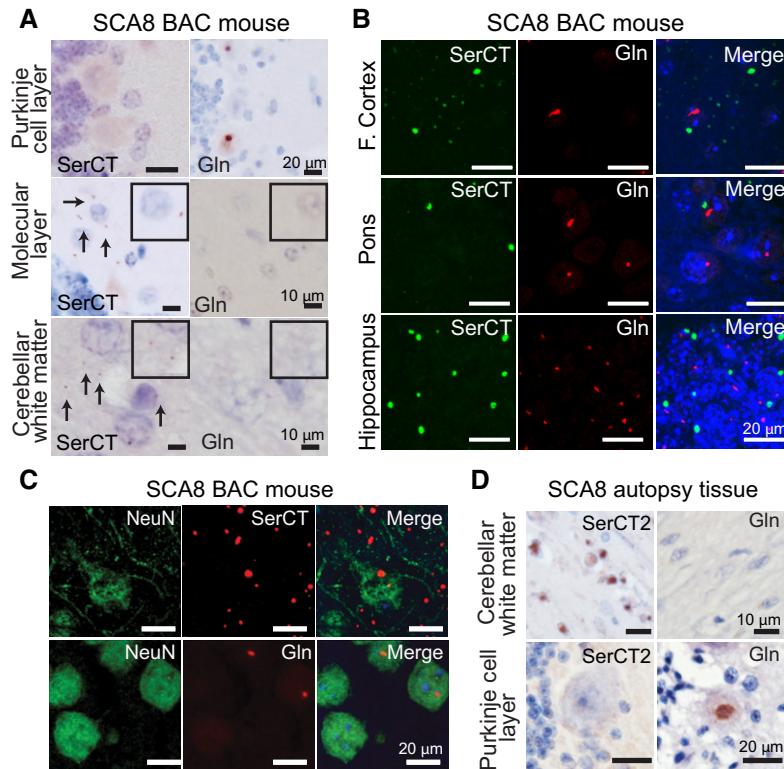 A
SCA8 BAC mouse
Purkinje
cell layer
SerCT
Gln
20 µm
Molecular
layer
SerCT
Gln
10 µm
Cerebellar
white matter
SerCT
Gln
10 µm
B
SCA8 BAC mouse
F. Cortex
SerCT
Gln
Merge
Pons
SerCT
Gln
Merge
Hippocampus
SerCT
Gln
Merge
20 µm
C
SCA8 BAC mouse
NeuN
SerCT
Merge
NeuN
Gln
Merge
20 µm
D
SCA8 autopsy tissue
Cerebellar
white matter
SerCT2
Gln
10 µm
Purkinje cell
layer
SerCT2
Gln
20 µm